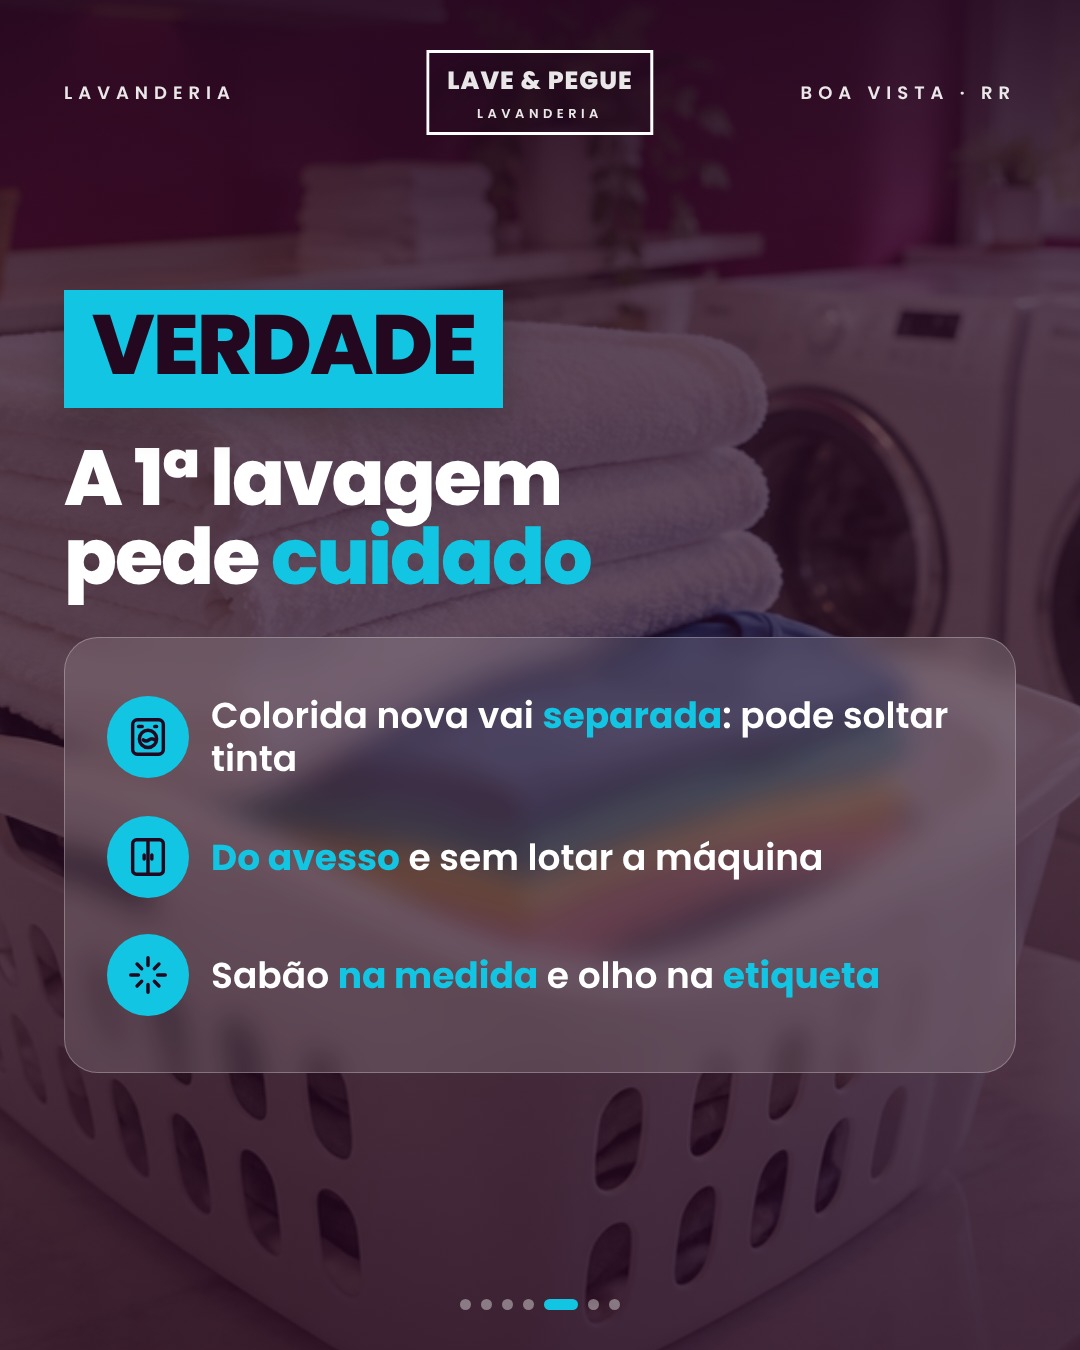 LAVANDERIA
LAVE & PEGUE
LAVANDERIA
BOA VISTA · RR
VERDADE
A 1ª lavagem
pede cuidado
Colorida nova vai separada: pode soltar
tinta
Do avesso e sem lotar a máquina
Sabão na medida e olho na etiqueta